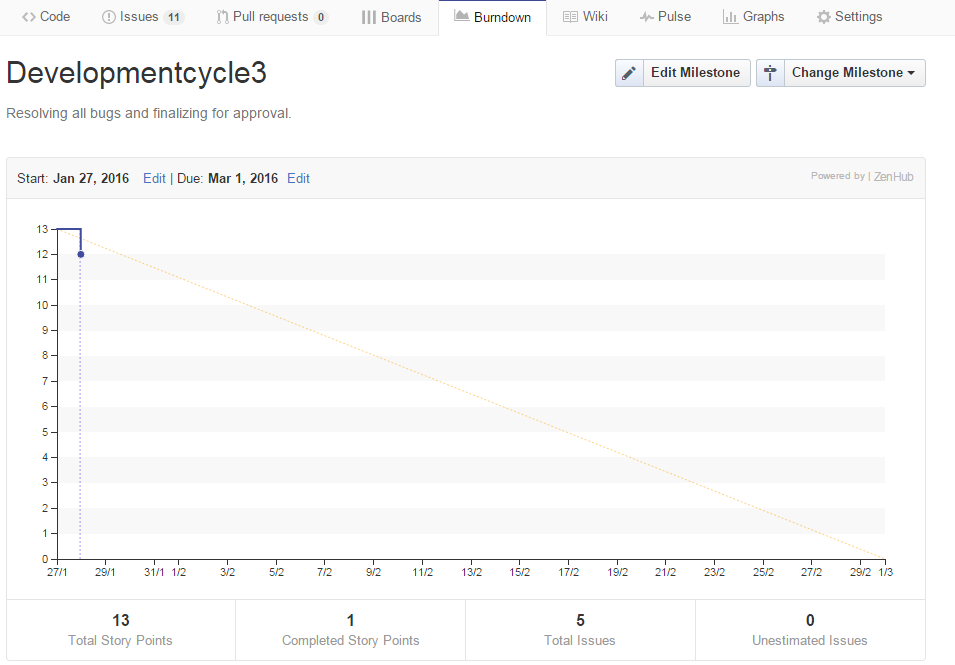 Code Issues 11 Pull requests 0 Boards Burndown Wiki Pulse Graphs Settings
Developmentcycle3
Edit Milestone Change Milestone
Resolving all bugs and finalizing for approval.
Start: Jan 27, 2016 Edit | Due: Mar 1, 2016 Edit
Powered by | ZenHub
13
12
11
10
9
8
7
6
5
4
3
2
1
0
27/1 29/1 31/1 1/2 3/2 5/2 7/2 9/2 11/2 13/2 15/2 17/2 19/2 21/2 23/2 25/2 27/2 29/2 1/3
13 1 5 0
Total Story Points Completed Story Points Total Issues Unestimated Issues